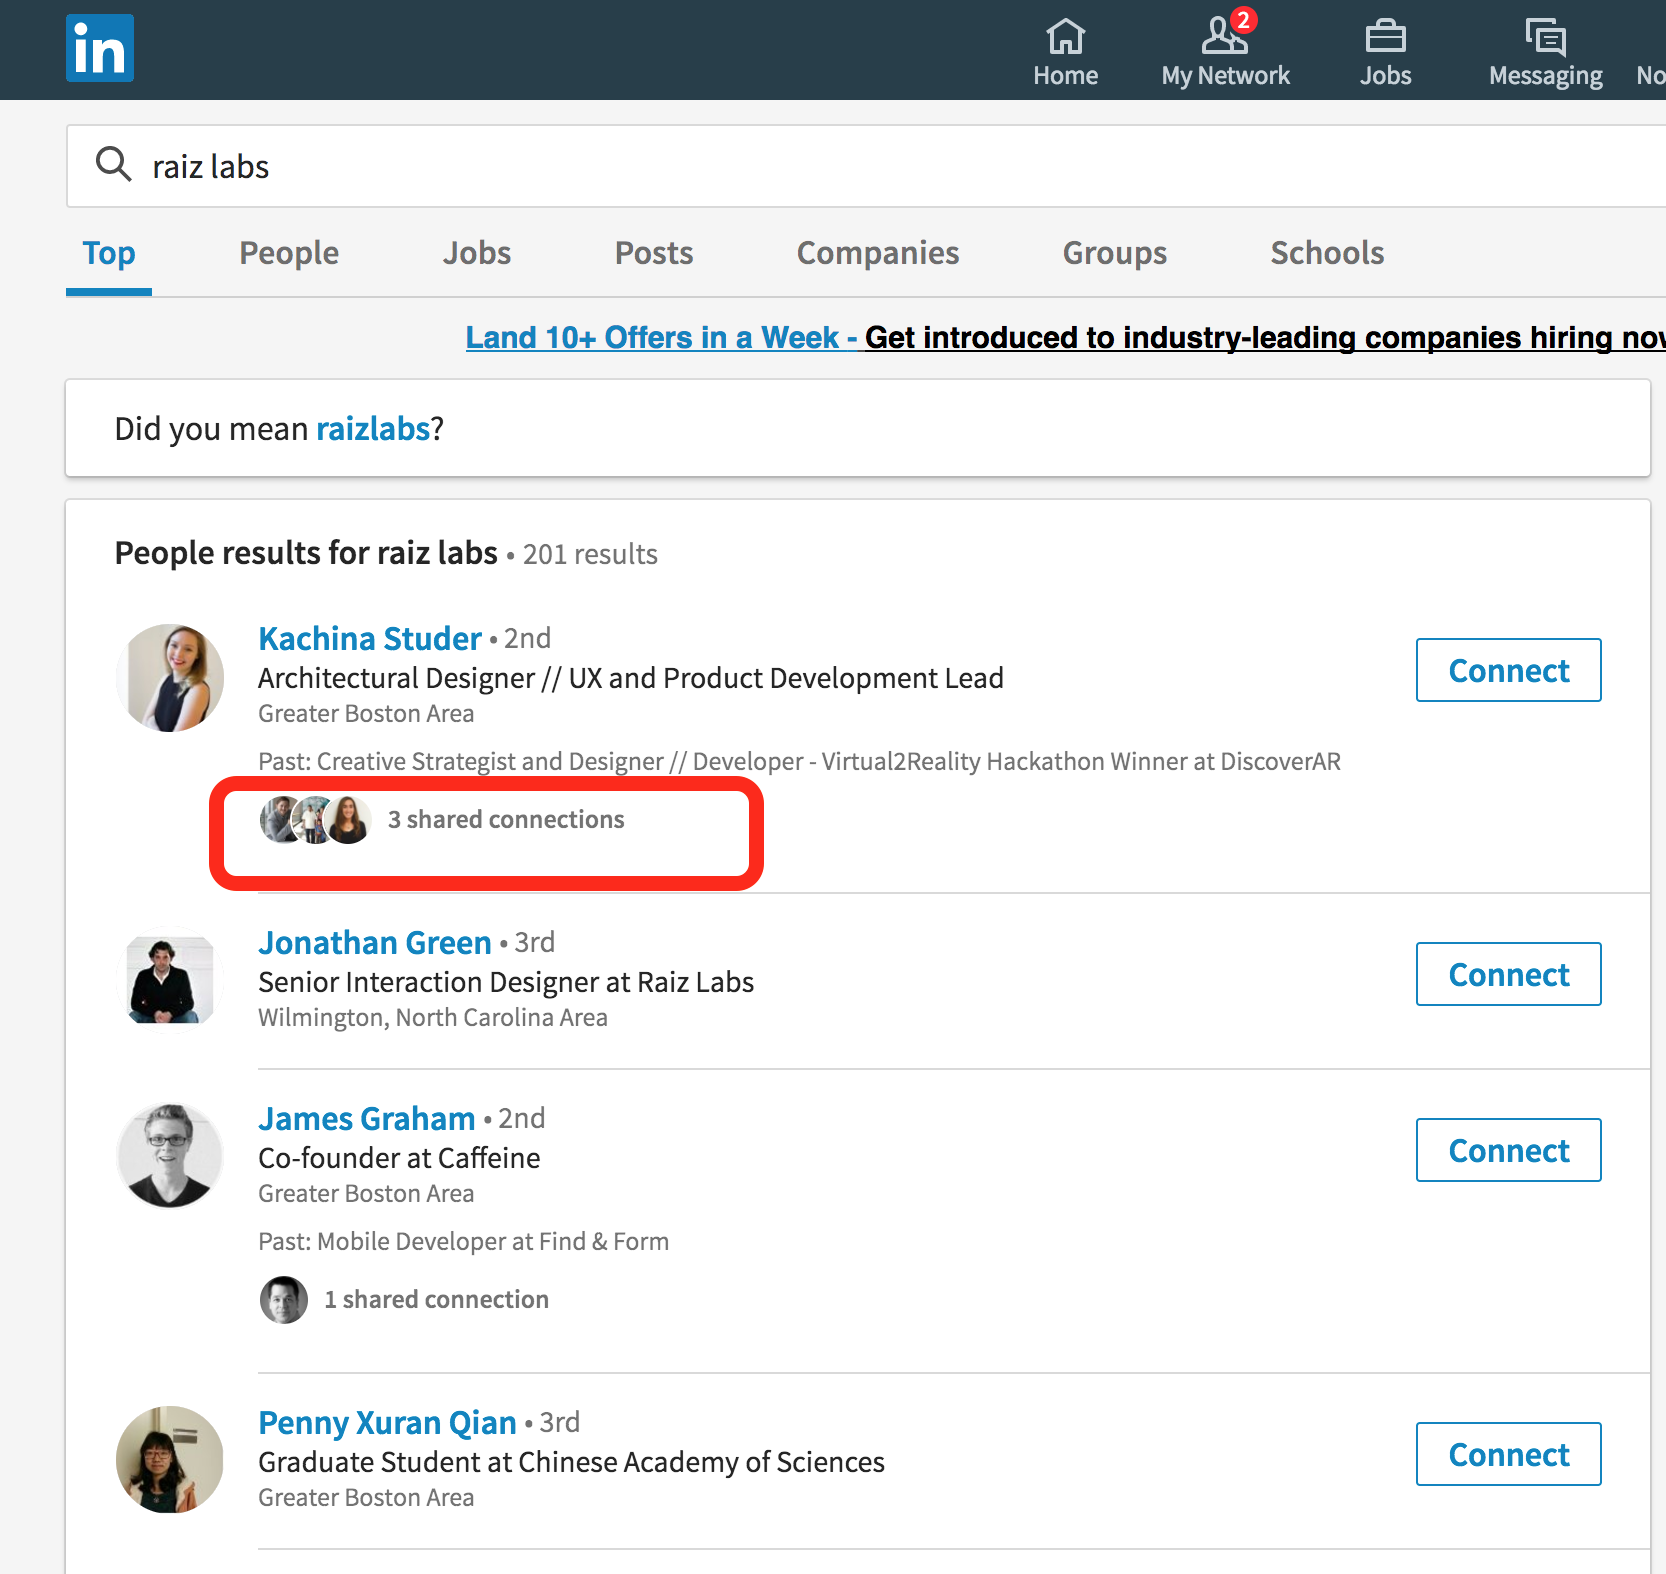 in
Home
My Network
2
Jobs
Messaging
No
raiz labs
Top
People
Jobs
Posts
Companies
Groups
Schools
Land 10+ Offers in a Week - Get introduced to industry-leading companies hiring now
Did you mean raizlabs?
People results for raiz labs • 201 results
Kachina Studer • 2nd
Architectural Designer // UX and Product Development Lead
Greater Boston Area
Past: Creative Strategist and Designer // Developer - Virtual2Reality Hackathon Winner at DiscoverAR
3 shared connections
Connect
Jonathan Green • 3rd
Senior Interaction Designer at Raiz Labs
Wilmington, North Carolina Area
Connect
James Graham • 2nd
Co-founder at Caffeine
Greater Boston Area
Past: Mobile Developer at Find & Form
1 shared connection
Connect
Penny Xuran Qian • 3rd
Graduate Student at Chinese Academy of Sciences
Greater Boston Area
Connect